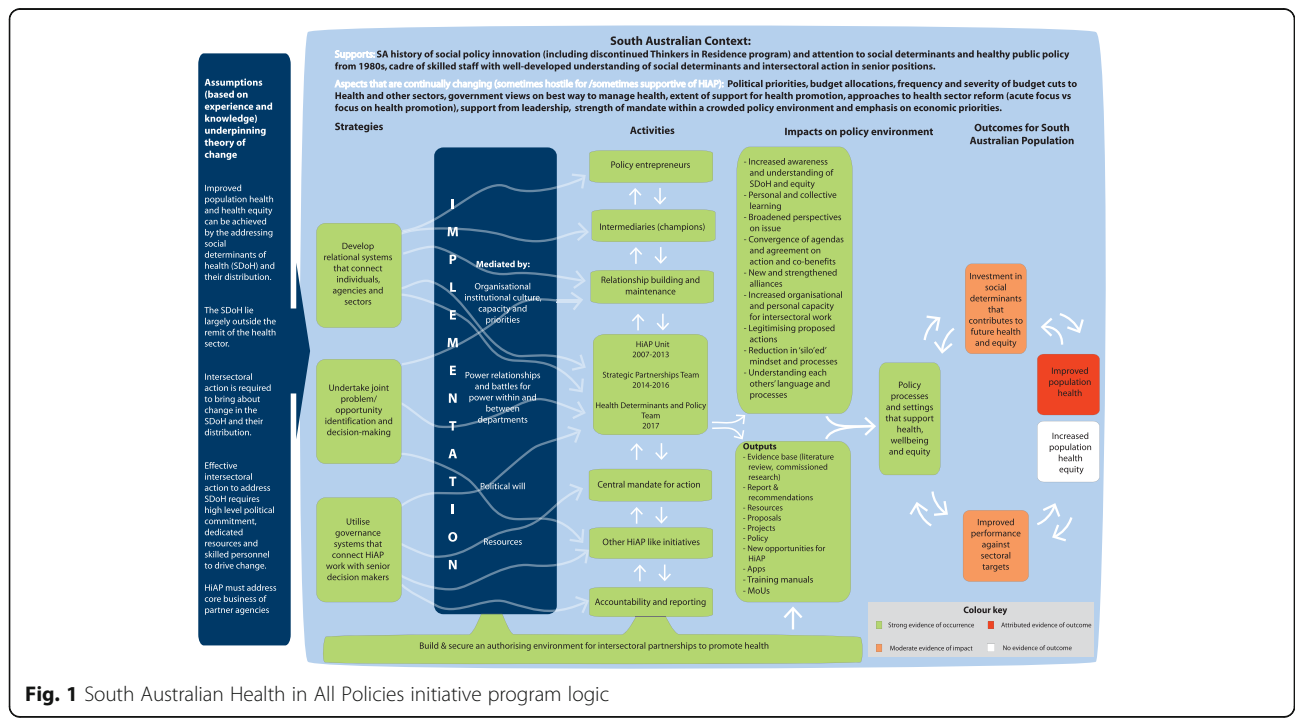 South Australian Context:
Supports: SA history of social policy innovation (including discontinued Thinkers in Residence program) and attention to social determinants and healthy public policy
from 1980s, cadre of skilled staff with well-developed understanding of social determinants and intersectoral action in senior positions.
Aspects that are continually changing (sometimes hostile for /sometimes supportive of HiAP): Political priorities, budget allocations, frequency and severity of budget cuts to
Health and other sectors, government views on best way to manage health, extent of support for health promotion, approaches to health sector reform (acute focus vs
focus on health promotion), support from leadership, strength of mandate within a crowded policy environment and emphasis on economic priorities.
Assumptions
(based on
experience and
knowledge)
underpinning
theory of
change
Improved
population health
and health equity
can be achieved
by the addressing
social
determinants of
health (SDoH) and
their distribution.
The SDoH lie
largely outside the
remit of the health
sector.
Intersectoral
action is required
to bring about
change in the
SDoH and their
distribution.
Effective
intersectoral
action to address
SDoH requires
high level political
commitment,
dedicated
resources and
skilled personnel
to drive change.
HiAP must address
core business of
partner agencies
Strategies
Develop
relational systems
that connect
individuals,
agencies and
sectors
Undertake joint
problem/
opportunity
identification and
decision-making
Utilise
governance
systems that
connect HiAP
work with senior
decision makers
I
M
P
L
E
M
E
N
T
A
T
I
O
N
Mediated by:
Organisational
institutional culture,
capacity and
priorities
Power relationships
and battles for
power within and
between
departments
Political will
Resources
Activities
Policy entrepreneurs
Intermediaries (champions)
Relationship building and
maintenance
HiAP Unit
2007-2013
Strategic Partnerships Team
2014-2016
Health Determinants and Policy
Team
2017
Central mandate for action
Other HiAP like initiatives
Accountability and reporting
Build & secure an authorising environment for intersectoral partnerships to promote health
Impacts on policy environment
- Increased awareness
and understanding of
SDoH and equity
- Personal and collective
learning
- Broadened perspectives
on issue
- Convergence of agendas
and agreement on
action and co-benefits
- New and strengthened
alliances
- Increased organisational
and personal capacity
for intersectoral work
- Legitimising proposed
actions
- Reduction in 'silo'ed'
mindset and processes
- Understanding each
others' language and
processes
Outputs
- Evidence base (literature
review, commissioned
research)
- Report &
recommendations
- Resources
- Proposals
- Projects
- Policy
- New opportunities for
HiAP
- Apps
- Training manuals
- MoUs
Policy
processes
and settings
that support
health,
wellbeing
and equity
Outcomes for South
Australian Population
Investment in
social
determinants
that
contributes to
future health
and equity
Improved
population
health
Increased
population
health
equity
Improved
performance
against
sectoral
targets
Colour key
Strong evidence of occurrence
Attributed evidence of outcome
Moderate evidence of impact
No evidence of outcome
Fig. 1 South Australian Health in All Policies initiative program logic